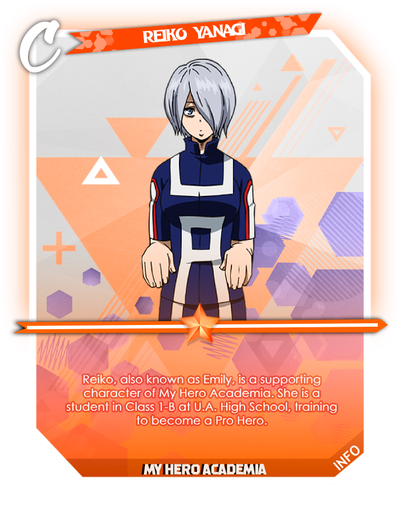 C
REIKO YANAGI
Reiko, also known as Emily, is a supporting
character of My Hero Academia. She is a
student in Class 1-B at U.A. High School, training
to become a Pro Hero.
INFO
MY HERO ACADEMIA